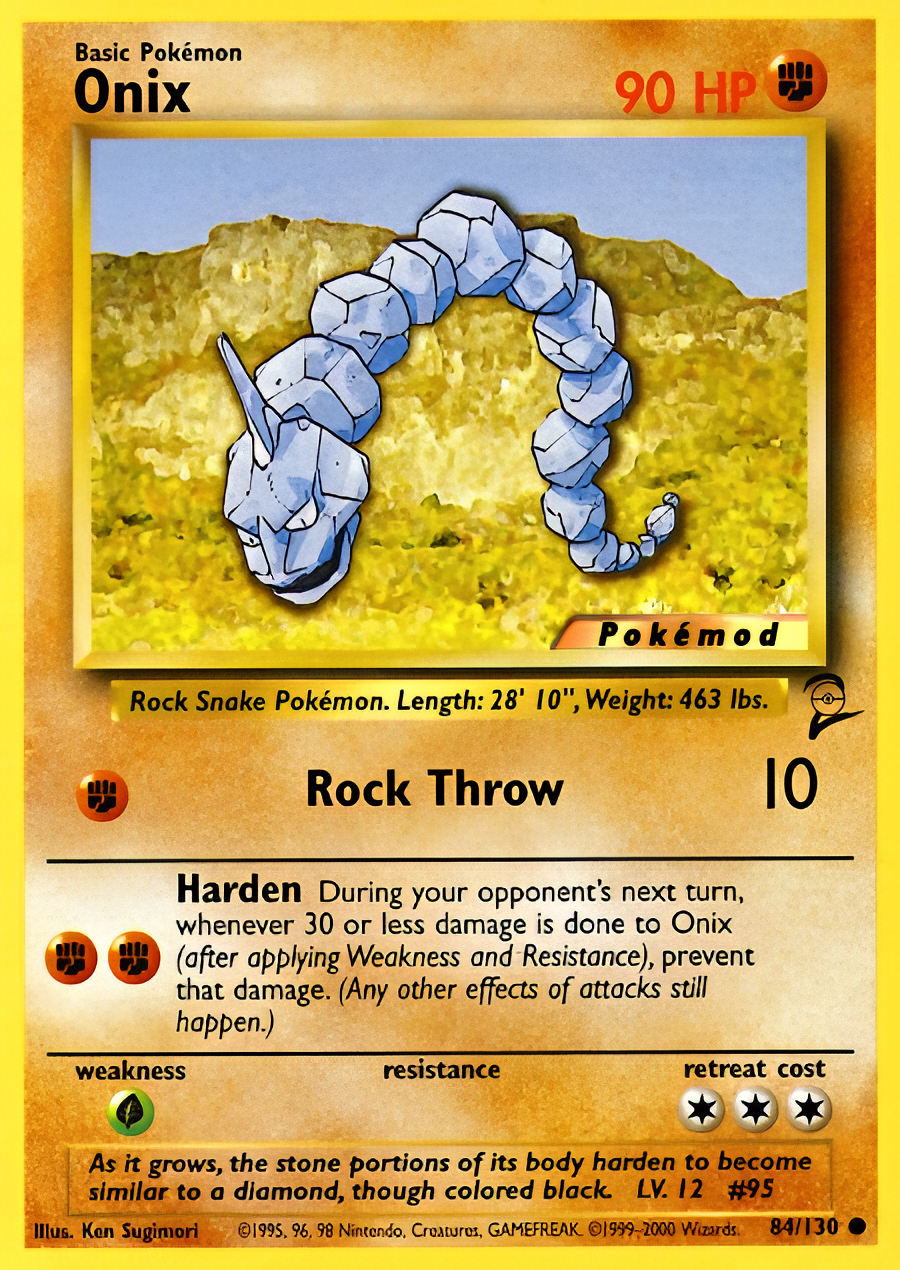 Basic Pokémon
Onix
90 HP
Pokémod
Rock Snake Pokémon. Length: 28' 10", Weight: 463 lbs.
Rock Throw
10
Harden During your opponent's next turn,
whenever 30 or less damage is done to Onix
(after applying Weakness and Resistance), prevent
that damage. (Any other effects of attacks still
happen.)
weakness
resistance
retreat cost
As it grows, the stone portions of its body harden to become
similar to a diamond, though colored black. LV. 12 #95
Illus. Ken Sugimori
©1995, 96, 98 Nintendo, Creatures, GAMEFREAK. ©1999-2000 Wizards.
84/130